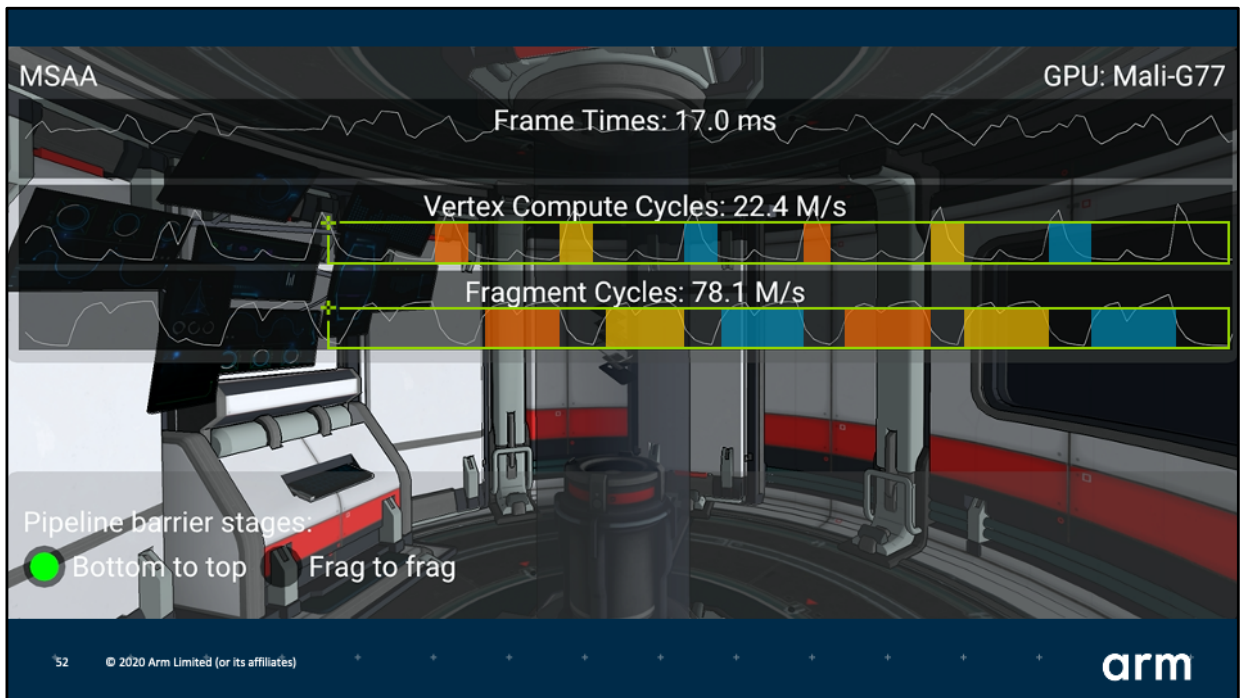 MSAA
GPU: Mali-G77
Frame Times: 17.0 ms
Vertex Compute Cycles: 22.4 M/s
Fragment Cycles: 78.1 M/s
Pipeline barrier stages:
Bottom to top
Frag to frag
52 © 2020 Arm Limited (or its affiliates)
arm